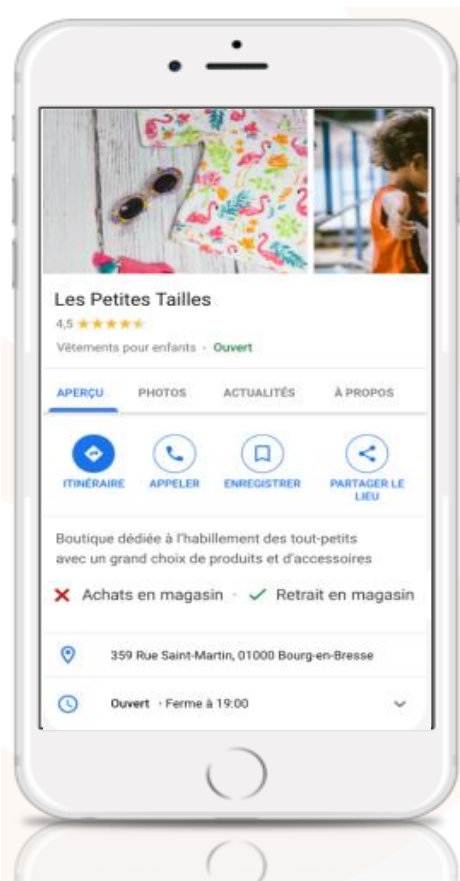 Les Petites Tailles
4,5
Vêtements pour enfants · Ouvert
APERÇU PHOTOS ACTUALITÉS À PROPOS
ITINÉRAIRE APPELER ENREGISTRER PARTAGER LE
LIEU
Boutique dédiée à l'habillement des tout-petits
avec un grand choix de produits et d'accessoires
Achats en magasin · Retrait en magasin
359 Rue Saint-Martin, 01000 Bourg-en-Bresse
Ouvert · Ferme à 19:00